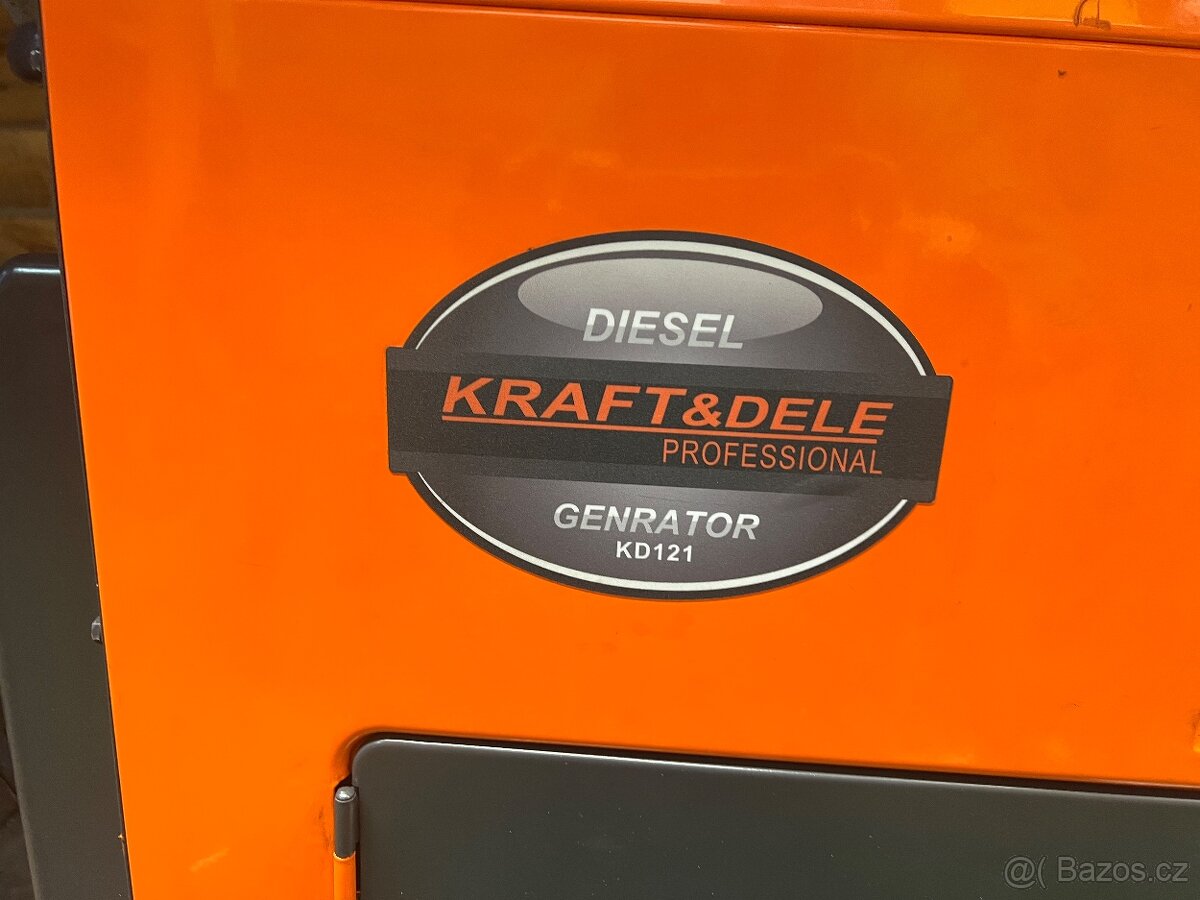 DIESEL
KRAFT&DELE
PROFESSIONAL
GENRATOR
KD121
@( Bazos.cz